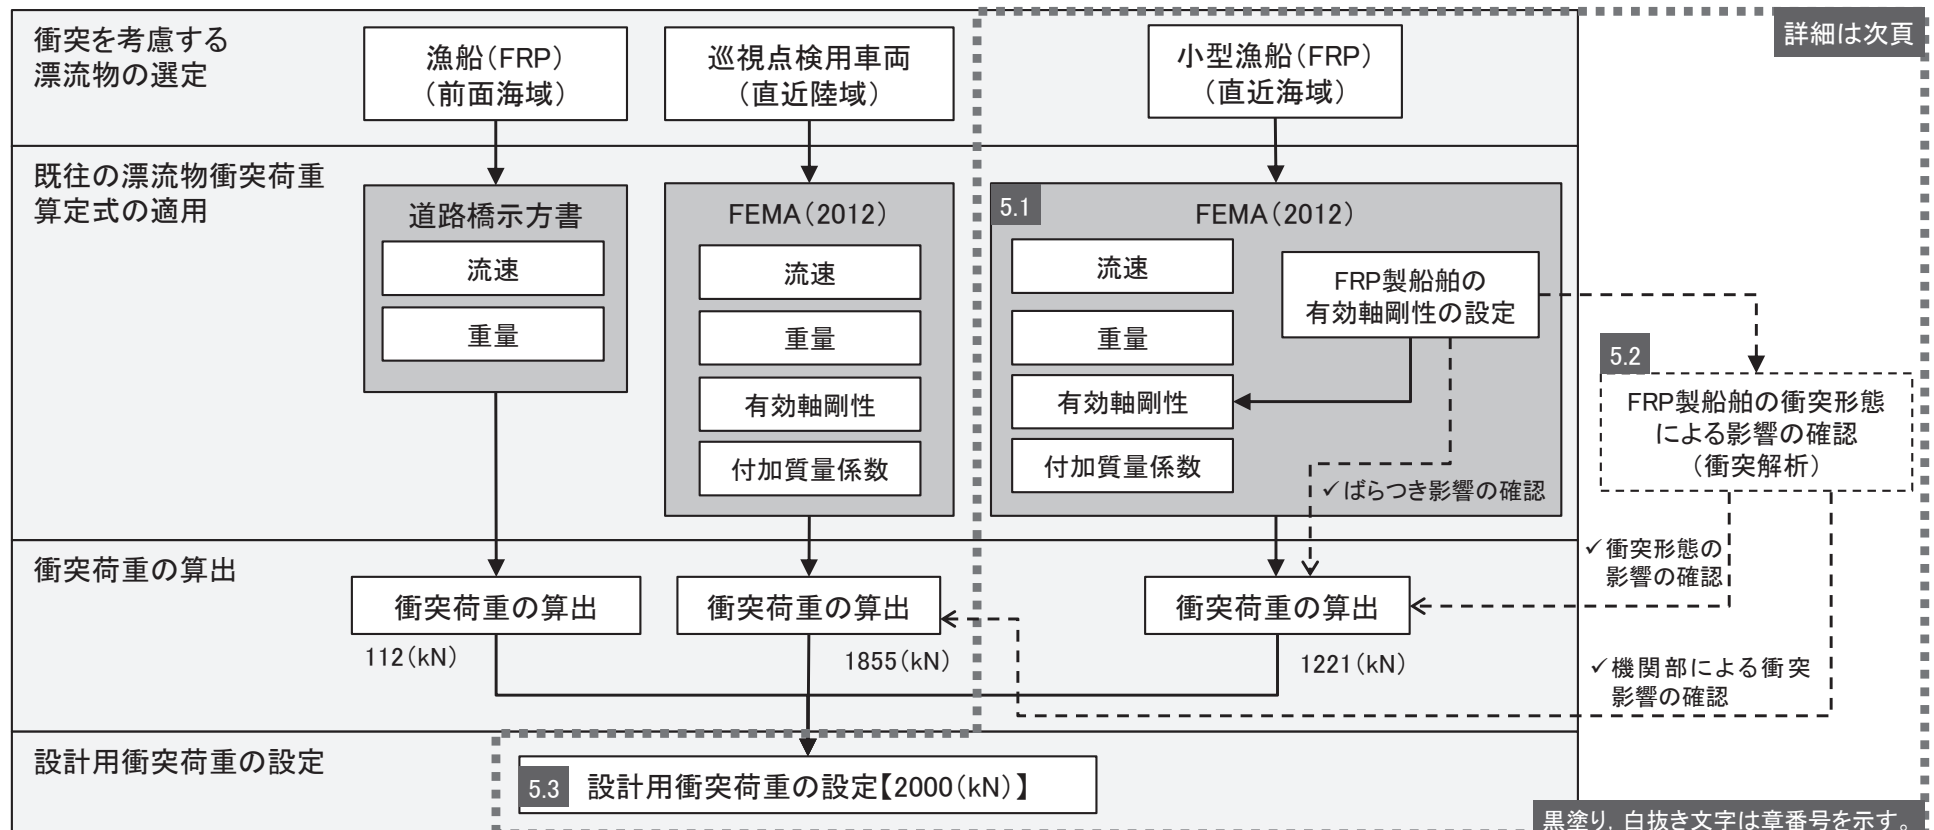 衝突を考慮する
漂流物の選定
漁船(FRP)
(前面海域)
巡視点検用車両
(直近陸域)
小型漁船(FRP)
(直近海域)
詳細は次頁
既往の漂流物衝突荷重
算定式の適用
道路橋示方書
流速
重量
FEMA(2012)
流速
重量
有効軸剛性
付加質量係数
5.1
FEMA(2012)
流速
重量
有効軸剛性
付加質量係数
FRP製船舶の
有効軸剛性の設定
✓ばらつき影響の確認
5.2
FRP製船舶の衝突形態
による影響の確認
(衝突解析)
✓衝突形態の
影響の確認
✓機関部による衝突
影響の確認
衝突荷重の算出
衝突荷重の算出
112(kN)
衝突荷重の算出
1855(kN)
衝突荷重の算出
1221(kN)
設計用衝突荷重の設定
5.3 設計用衝突荷重の設定【2000(kN)】
黒塗り,白抜き文字は章番号を示す。